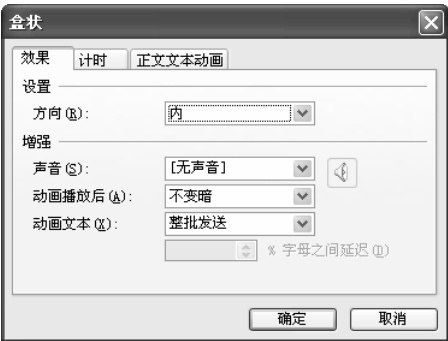 盒状
效果 计时 正文文本动画
设置
方向(R): 内
增强
声音(S): [无声音]
动画播放后(A): 不变暗
动画文本(X): 整批发送
% 字母之间延迟(D)
确定 取消